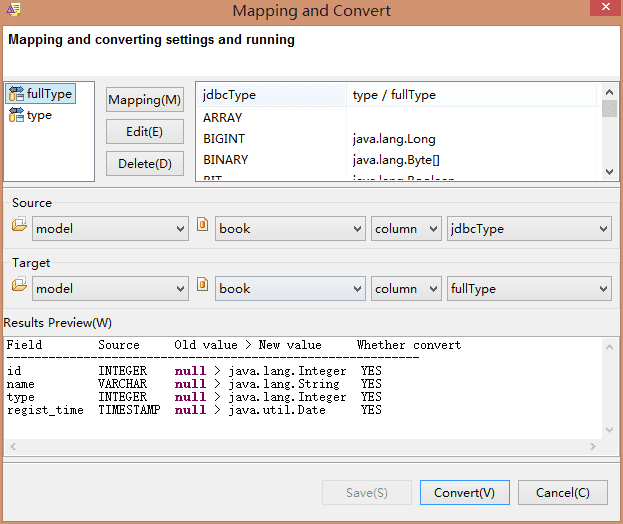 Mapping and Convert
Mapping and converting settings and running
fullType
type
Mapping(M)
Edit(E)
Delete(D)
jdbcType type / fullType
ARRAY
BIGINT java.lang.Long
BINARY java.lang.Byte[]
BIT java.lang.Boolean
Source
model book column jdbcType
Target
model book column fullType
Results Preview(W)
Field Source Old value > New value Whether convert
id INTEGER null > java.lang.Integer YES
name VARCHAR null > java.lang.String YES
type INTEGER null > java.lang.Integer YES
regist_time TIMESTAMP null > java.util.Date YES
Save(S) Convert(V) Cancel(C)